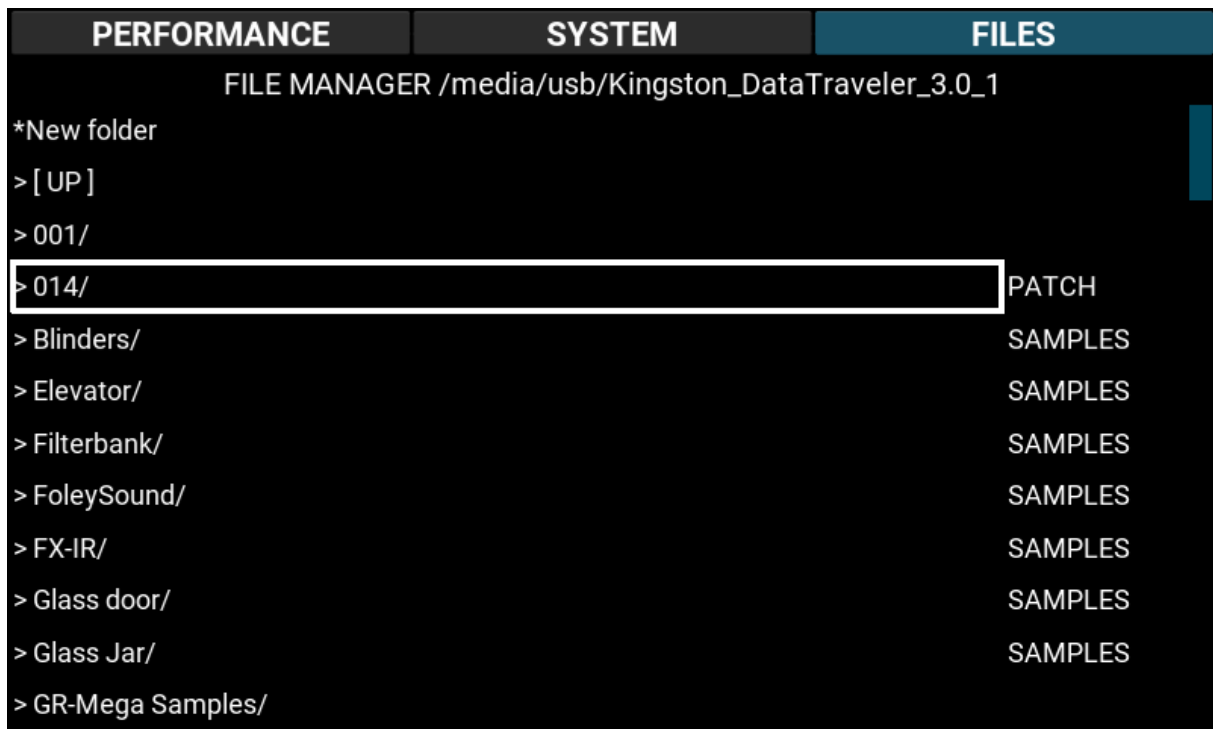 PERFORMANCE SYSTEM FILES
FILE MANAGER /media/usb/Kingston_DataTraveler_3.0_1
*New folder
> [ UP ]
> 001/
> 014/ PATCH
> Blinders/ SAMPLES
> Elevator/ SAMPLES
> Filterbank/ SAMPLES
> FoleySound/ SAMPLES
> FX-IR/ SAMPLES
> Glass door/ SAMPLES
> Glass Jar/ SAMPLES
> GR-Mega Samples/